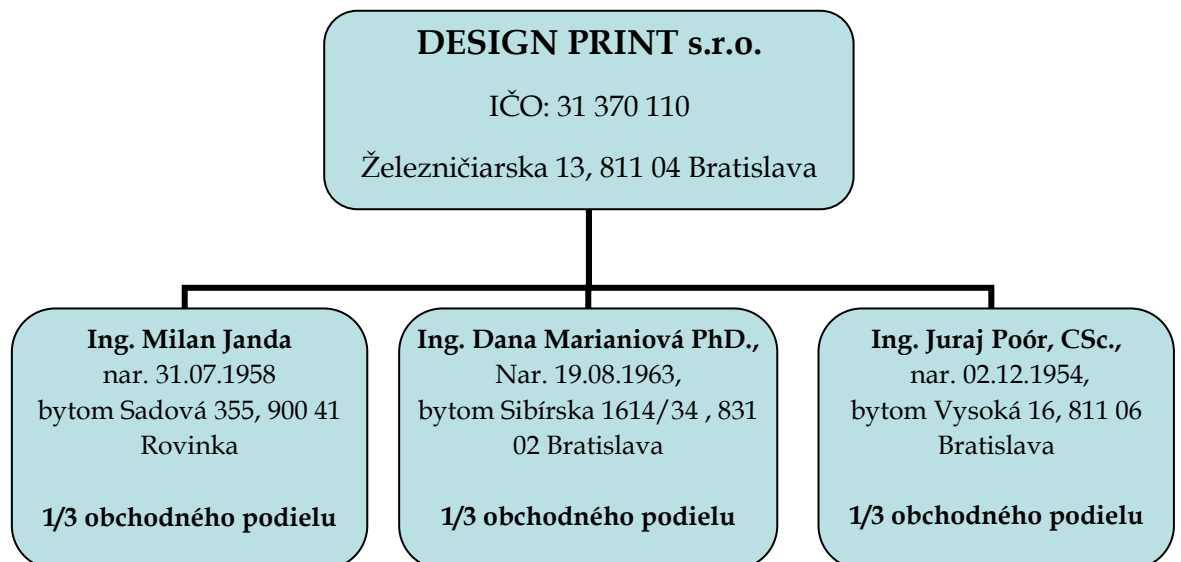 DESIGN PRINT s.r.o.
IČO: 31 370 110
Železničiarska 13, 811 04 Bratislava
Ing. Milan Janda
nar. 31.07.1958
bytom Sadová 355, 900 41
Rovinka
1/3 obchodného podielu
Ing. Dana Marianiová PhD.,
Nar. 19.08.1963,
bytom Sibírska 1614/34 , 831
02 Bratislava
1/3 obchodného podielu
Ing. Juraj Poór, CSc.,
nar. 02.12.1954,
bytom Vysoká 16, 811 06
Bratislava
1/3 obchodného podielu